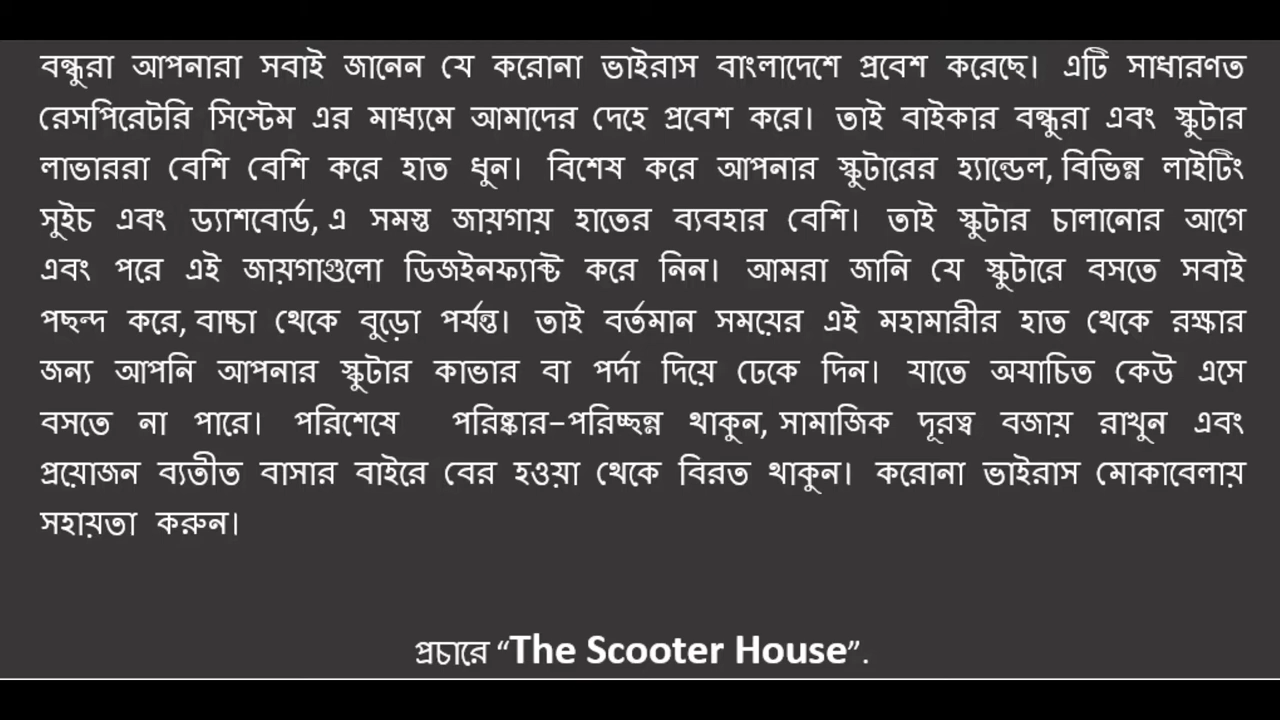 বন্ধুরা আপনারা সবাই জানেন যে করোনা ভাইরাস বাংলাদেশে প্রবেশ করেছে। এটি সাধারণত
রেসপিরেটরি সিস্টেম এর মাধ্যমে আমাদের দেহে প্রবেশ করে। তাই বাইকার বন্ধুরা এবং স্কুটার
লাভাররা বেশি বেশি করে হাত ধুন। বিশেষ করে আপনার স্কুটারের হ্যান্ডেল, বিভিন্ন লাইটিং
সুইচ এবং ড্যাশবোর্ড, এ সমস্ত জায়গায় হাতের ব্যবহার বেশি। তাই স্কুটার চালানোর আগে
এবং পরে এই জায়গাগুলো ডিজইনফ্যাক্ট করে নিন। আমরা জানি যে স্কুটারে বসতে সবাই
পছন্দ করে, বাচ্চা থেকে বুড়ো পর্যন্ত। তাই বর্তমান সময়ের এই মহামারীর হাত থেকে রক্ষার
জন্য আপনি আপনার স্কুটার কাভার বা পর্দা দিয়ে ঢেকে দিন। যাতে অযাচিত কেউ এসে
বসতে না পারে। পরিশেষে পরিষ্কার-পরিচ্ছন্ন থাকুন, সামাজিক দূরত্ব বজায় রাখুন এবং
প্রয়োজন ব্যতীত বাসার বাইরে বের হওয়া থেকে বিরত থাকুন। করোনা ভাইরাস মোকাবেলায়
সহায়তা করুন।
প্রচারে “The Scooter House”.